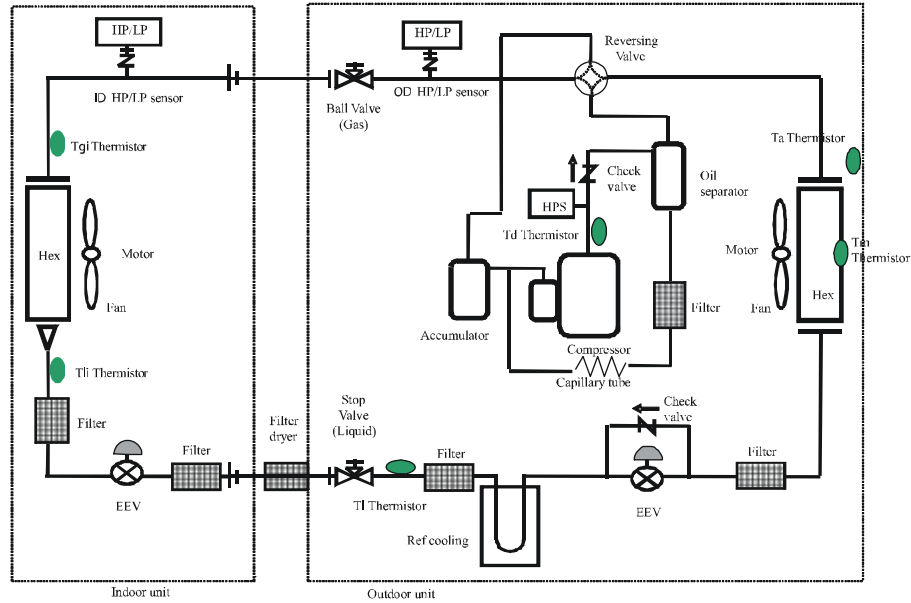 HP/LP
HP/LP
Reversing
Valve
ID HP/LP sensor
OD HP/LP sensor
Ball Valve
(Gas)
Tgi Thermistor
Ta Thermistor
Check
valve
Oil
separator
HPS
Td Thermistor
Hex
Motor
Fan
Motor
Tm
Thermistor
Fan
Hex
Accumulator
Filter
Compressor
Capillary tube
Tli Thermistor
Filter
Filter
dryer
Stop
Valve
(Liquid)
Check
valve
Filter
Filter
Filter
EEV
Tl Thermistor
EEV
Ref cooling
Indoor unit
Outdoor unit